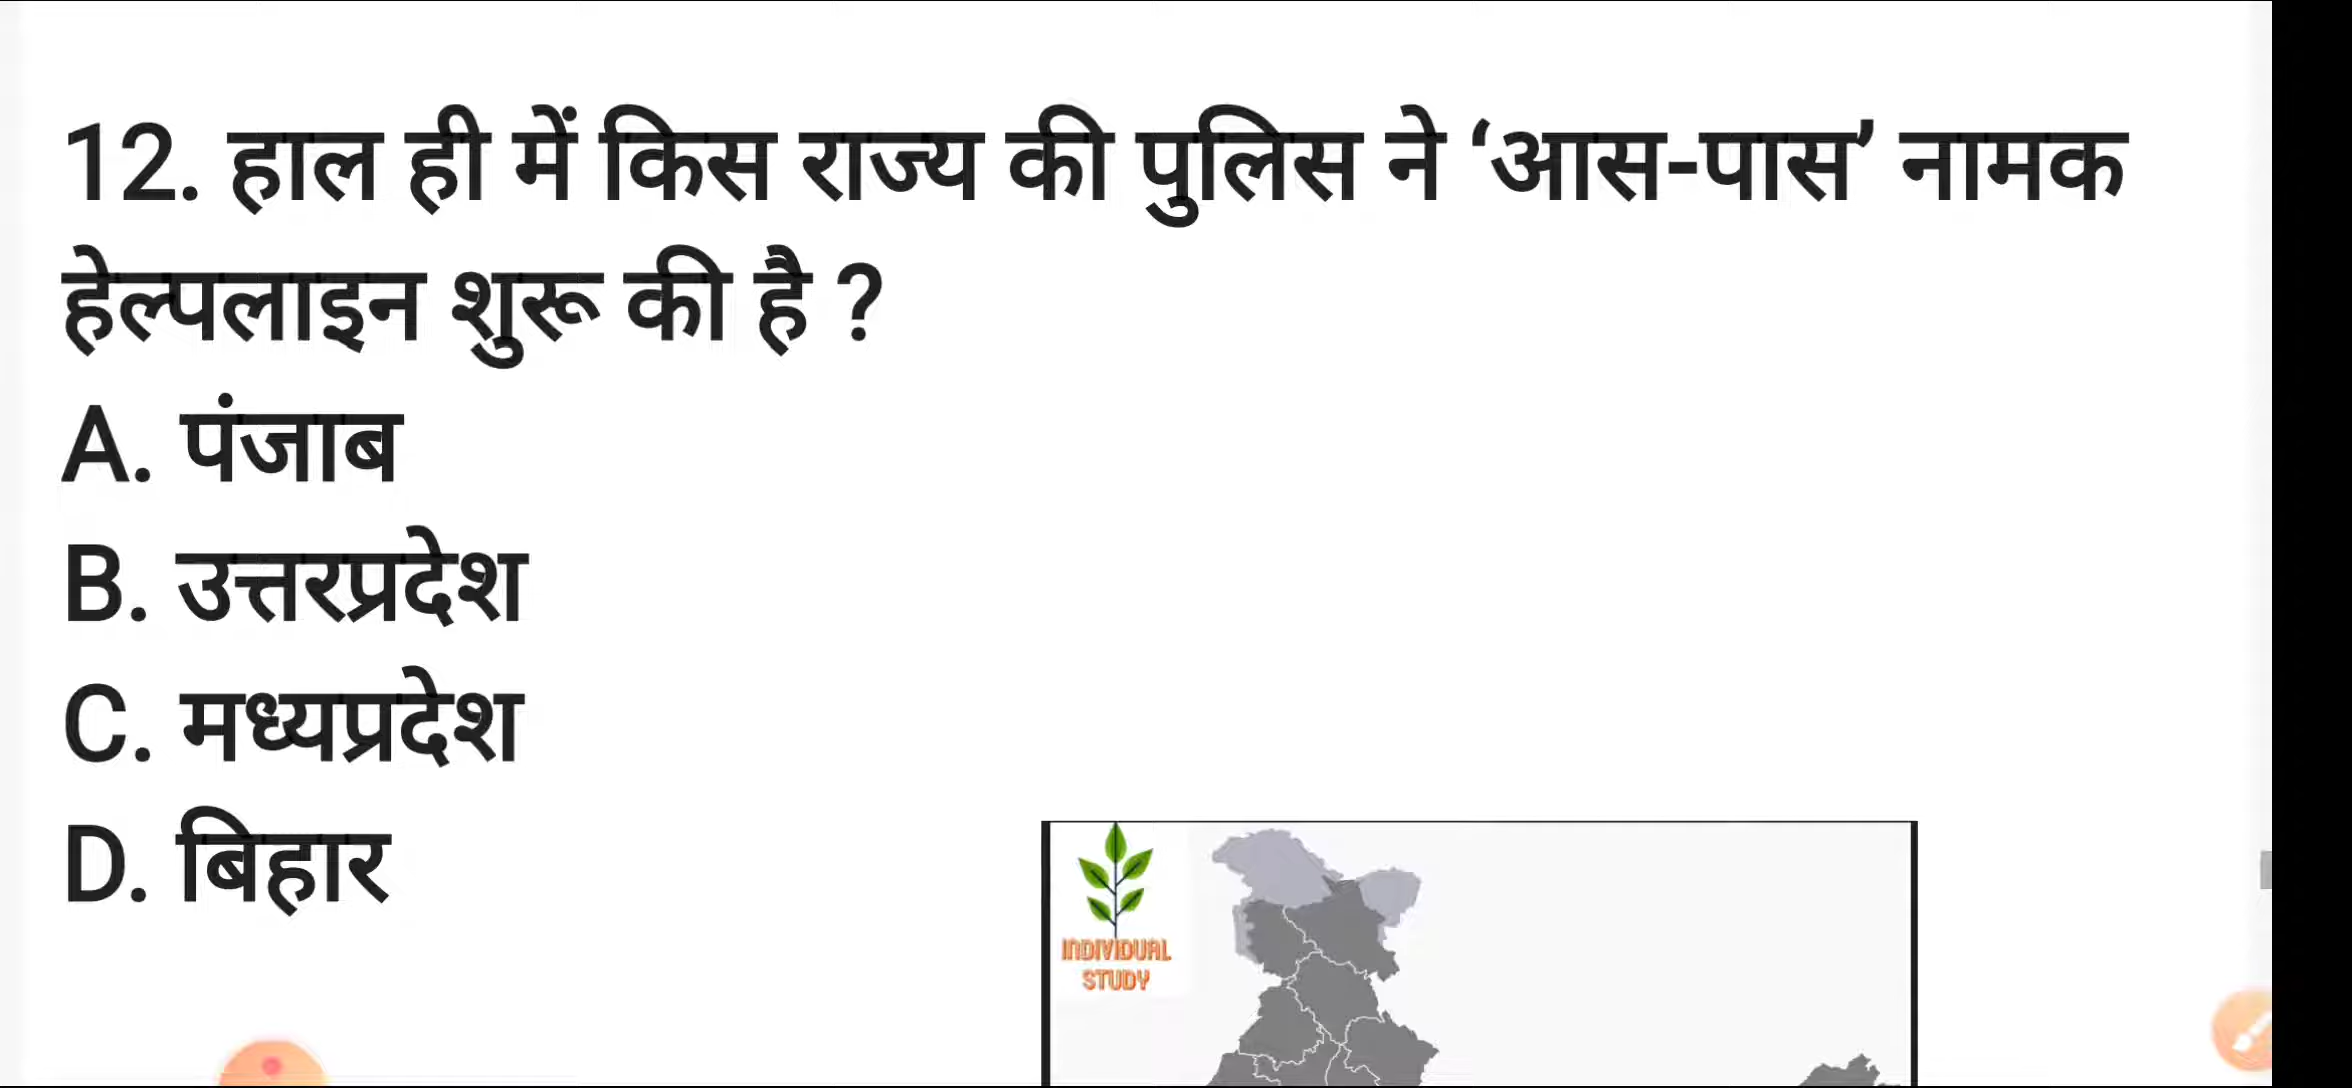 12. हाल ही में किस राज्य की पुलिस ने ‘आस-पास’ नामक
हेल्पलाइन शुरू की है ?
A. पंजाब
B. उत्तरप्रदेश
C. मध्यप्रदेश
D. बिहार
INDIVIDUAL
STUDY